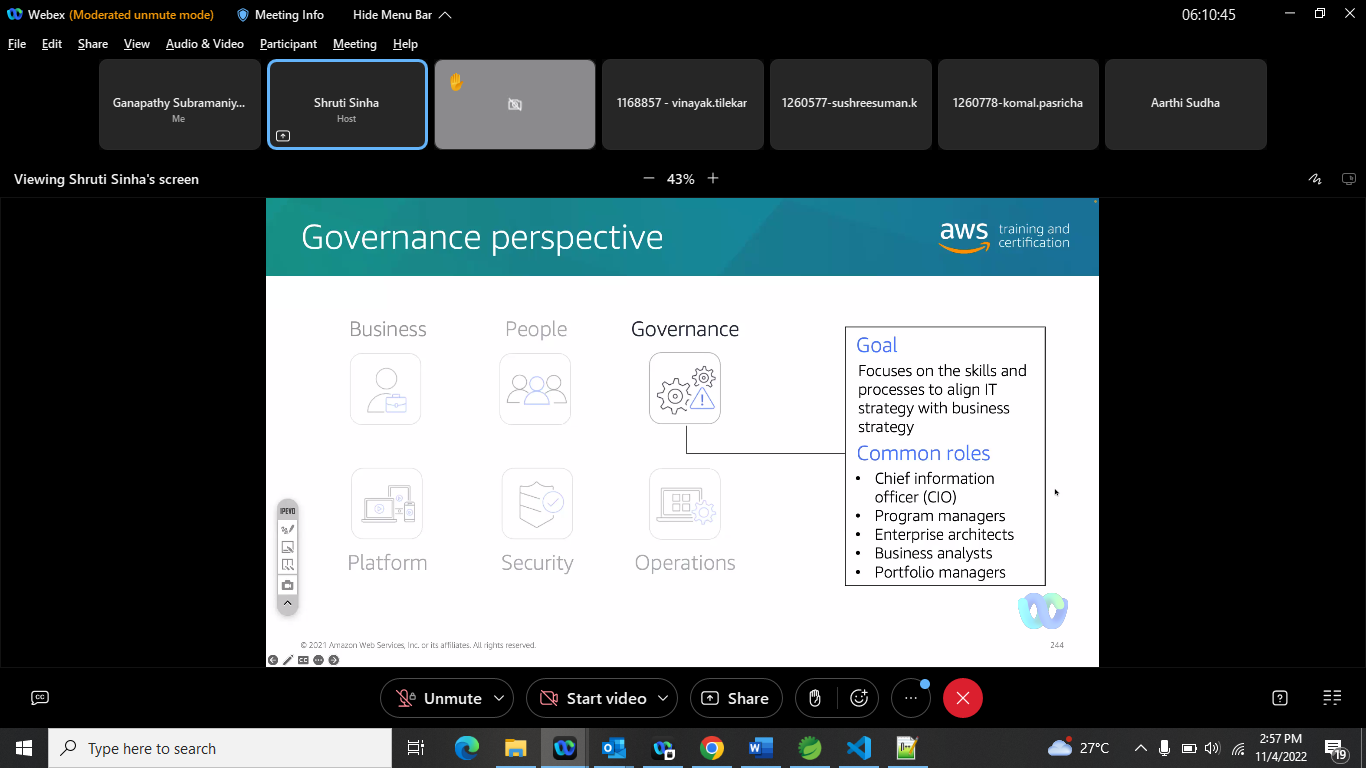 Webex (Moderated unmute mode) Meeting Info Hide Menu Bar 06:10:45
File Edit Share View Audio & Video Participant Meeting Help
Ganapathy Subramaniy...
Me
Shruti Sinha
Host
1168857 - vinayak.tilekar
1260577-sushreesuman.k
1260778-komal.pasricha
Aarthi Sudha
Viewing Shruti Sinha's screen
43%
Governance perspective
aws training and
certification
Business People Governance
Platform Security Operations
Goal
Focuses on the skills and
processes to align IT
strategy with business
strategy
Common roles
• Chief information
officer (CIO)
• Program managers
• Enterprise architects
• Business analysts
• Portfolio managers
IPEVO
© 2021 Amazon Web Services, Inc. or its affiliates. All rights reserved.
244
CC
CC
Unmute Start video Share
Type here to search
27°C
2:57 PM
11/4/2022
19